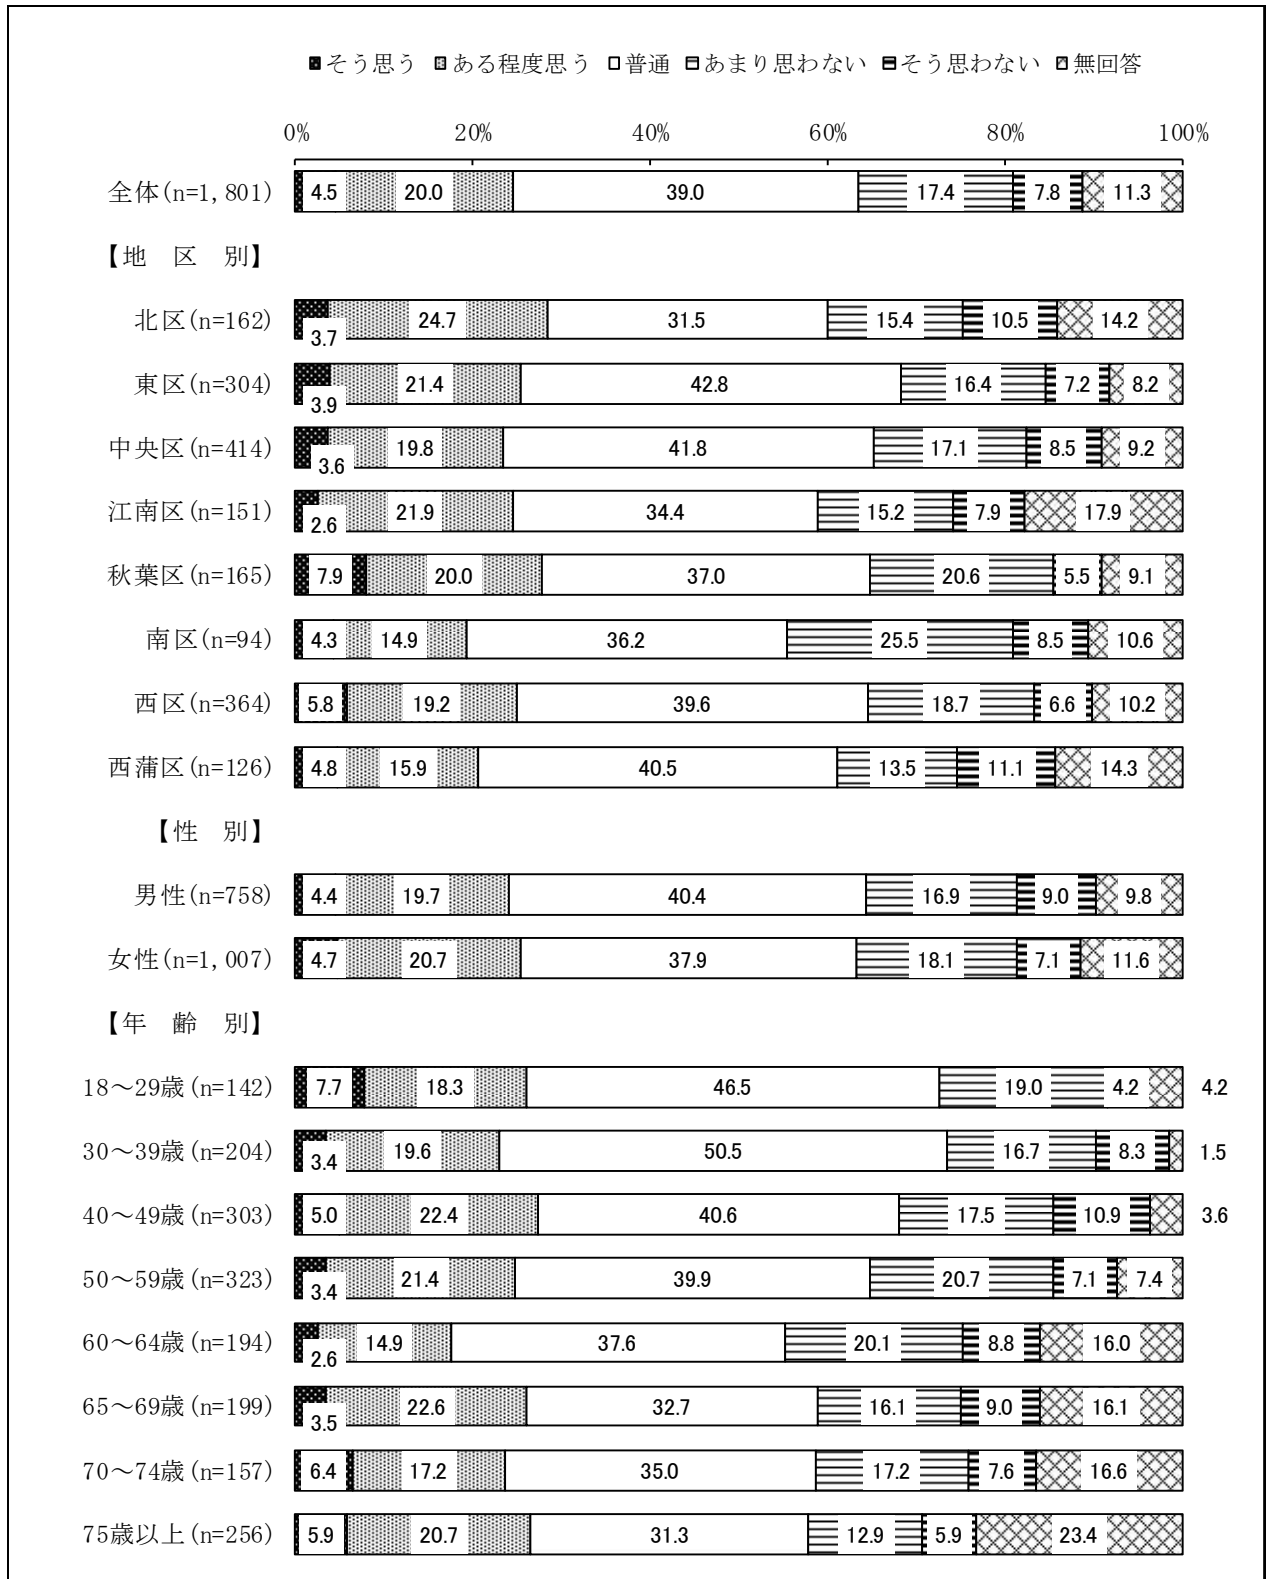 そう思う ある程度思う 普通 あまり思わない そう思わない 無回答
0% 20% 40% 60% 80% 100%
全体(n=1,801) 4.5 20.0 39.0 17.4 7.8 11.3
【地 区 別】
北区(n=162) 3.7 24.7 31.5 15.4 10.5 14.2
東区(n=304) 3.9 21.4 42.8 16.4 7.2 8.2
中央区(n=414) 3.6 19.8 41.8 17.1 8.5 9.2
江南区(n=151) 2.6 21.9 34.4 15.2 7.9 17.9
秋葉区(n=165) 7.9 20.0 37.0 20.6 5.5 9.1
南区(n=94) 4.3 14.9 36.2 25.5 8.5 10.6
西区(n=364) 5.8 19.2 39.6 18.7 6.6 10.2
西蒲区(n=126) 4.8 15.9 40.5 13.5 11.1 14.3
【性 別】
男性(n=758) 4.4 19.7 40.4 16.9 9.0 9.8
女性(n=1,007) 4.7 20.7 37.9 18.1 7.1 11.6
【年 齢 別】
18～29歳(n=142) 7.7 18.3 46.5 19.0 4.2 4.2
30～39歳(n=204) 3.4 19.6 50.5 16.7 8.3 1.5
40～49歳(n=303) 5.0 22.4 40.6 17.5 10.9 3.6
50～59歳(n=323) 3.4 21.4 39.9 20.7 7.1 7.4
60～64歳(n=194) 2.6 14.9 37.6 20.1 8.8 16.0
65～69歳(n=199) 3.5 22.6 32.7 16.1 9.0 16.1
70～74歳(n=157) 6.4 17.2 35.0 17.2 7.6 16.6
75歳以上(n=256) 5.9 20.7 31.3 12.9 5.9 23.4